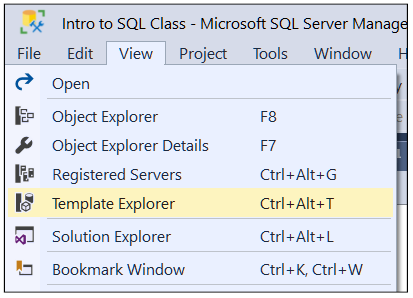 Intro to SQL Class - Microsoft SQL Server Manage
File Edit View Project Tools Window H
Open
Object Explorer F8
Object Explorer Details F7
Registered Servers Ctrl+Alt+G
Template Explorer Ctrl+Alt+T
Solution Explorer Ctrl+Alt+L
Bookmark Window Ctrl+K, Ctrl+W